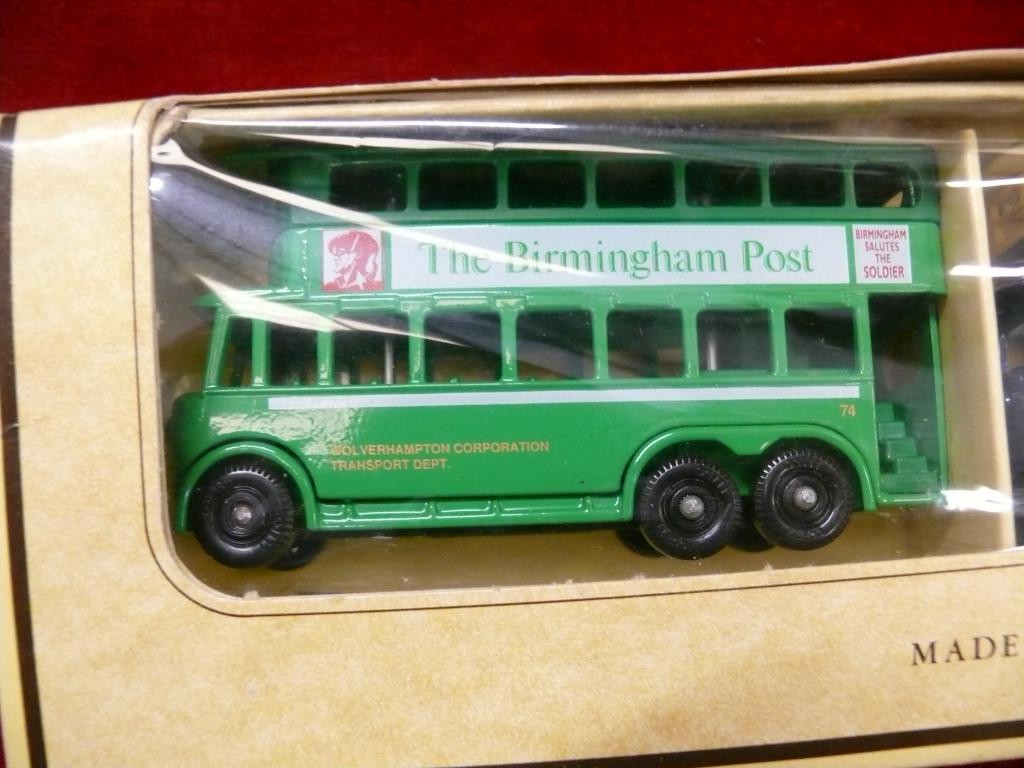 The Birmingham Post
BIRMINGHAM
SALUTES
THE
SOLDIER
74
WOLVERHAMPTON CORPORATION
TRANSPORT DEPT.
MADE